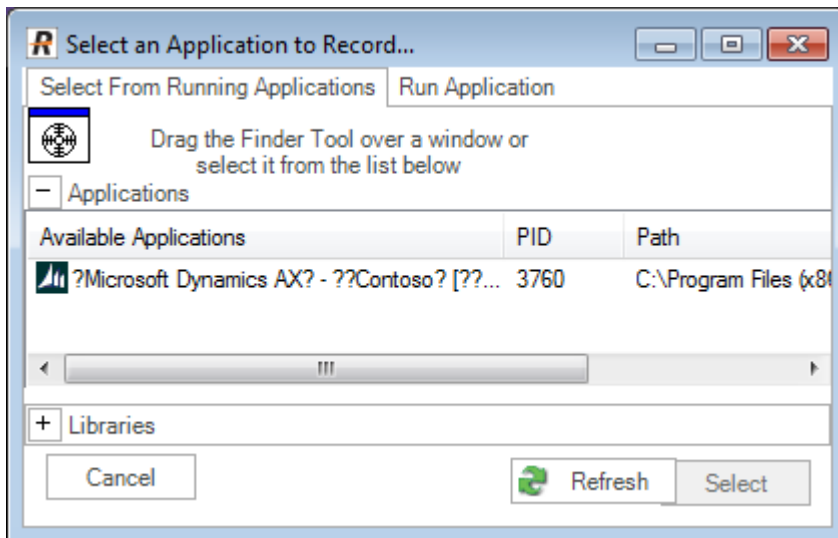 Select an Application to Record...
Select From Running Applications Run Application
Drag the Finder Tool over a window or
select it from the list below
Applications
Available Applications PID Path
?Microsoft Dynamics AX? - ??Contoso? [??... 3760 C:\Program Files (x8
Libraries
Cancel Refresh Select